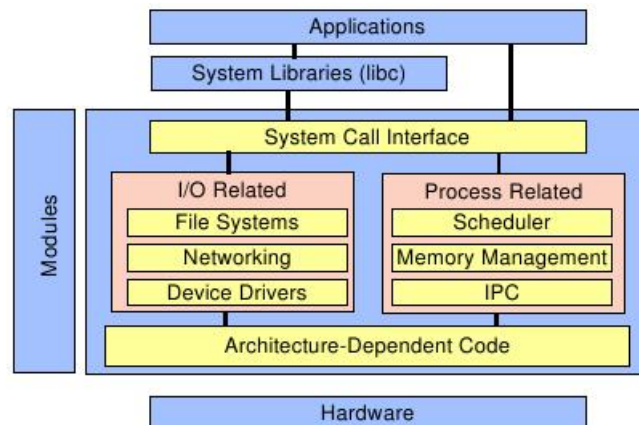 Applications
System Libraries (libc)
System Call Interface
Modules
I/O Related
File Systems
Networking
Device Drivers
Process Related
Scheduler
Memory Management
IPC
Architecture-Dependent Code
Hardware